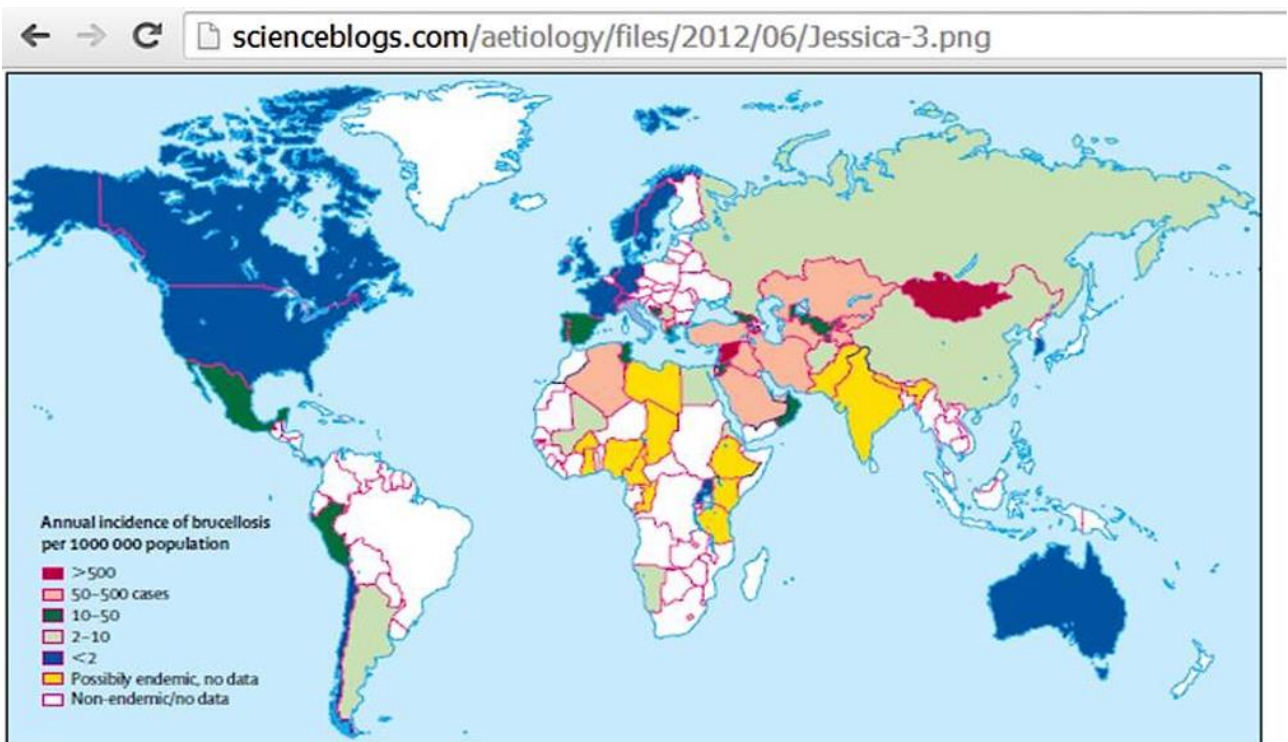 scienceblogs.com/aetiology/files/2012/06/Jessica-3.png
Annual incidence of brucellosis
per 1000 000 population
>500
50–500 cases
10–50
2–10
<2
Possibily endemic, no data
Non-endemic/no data